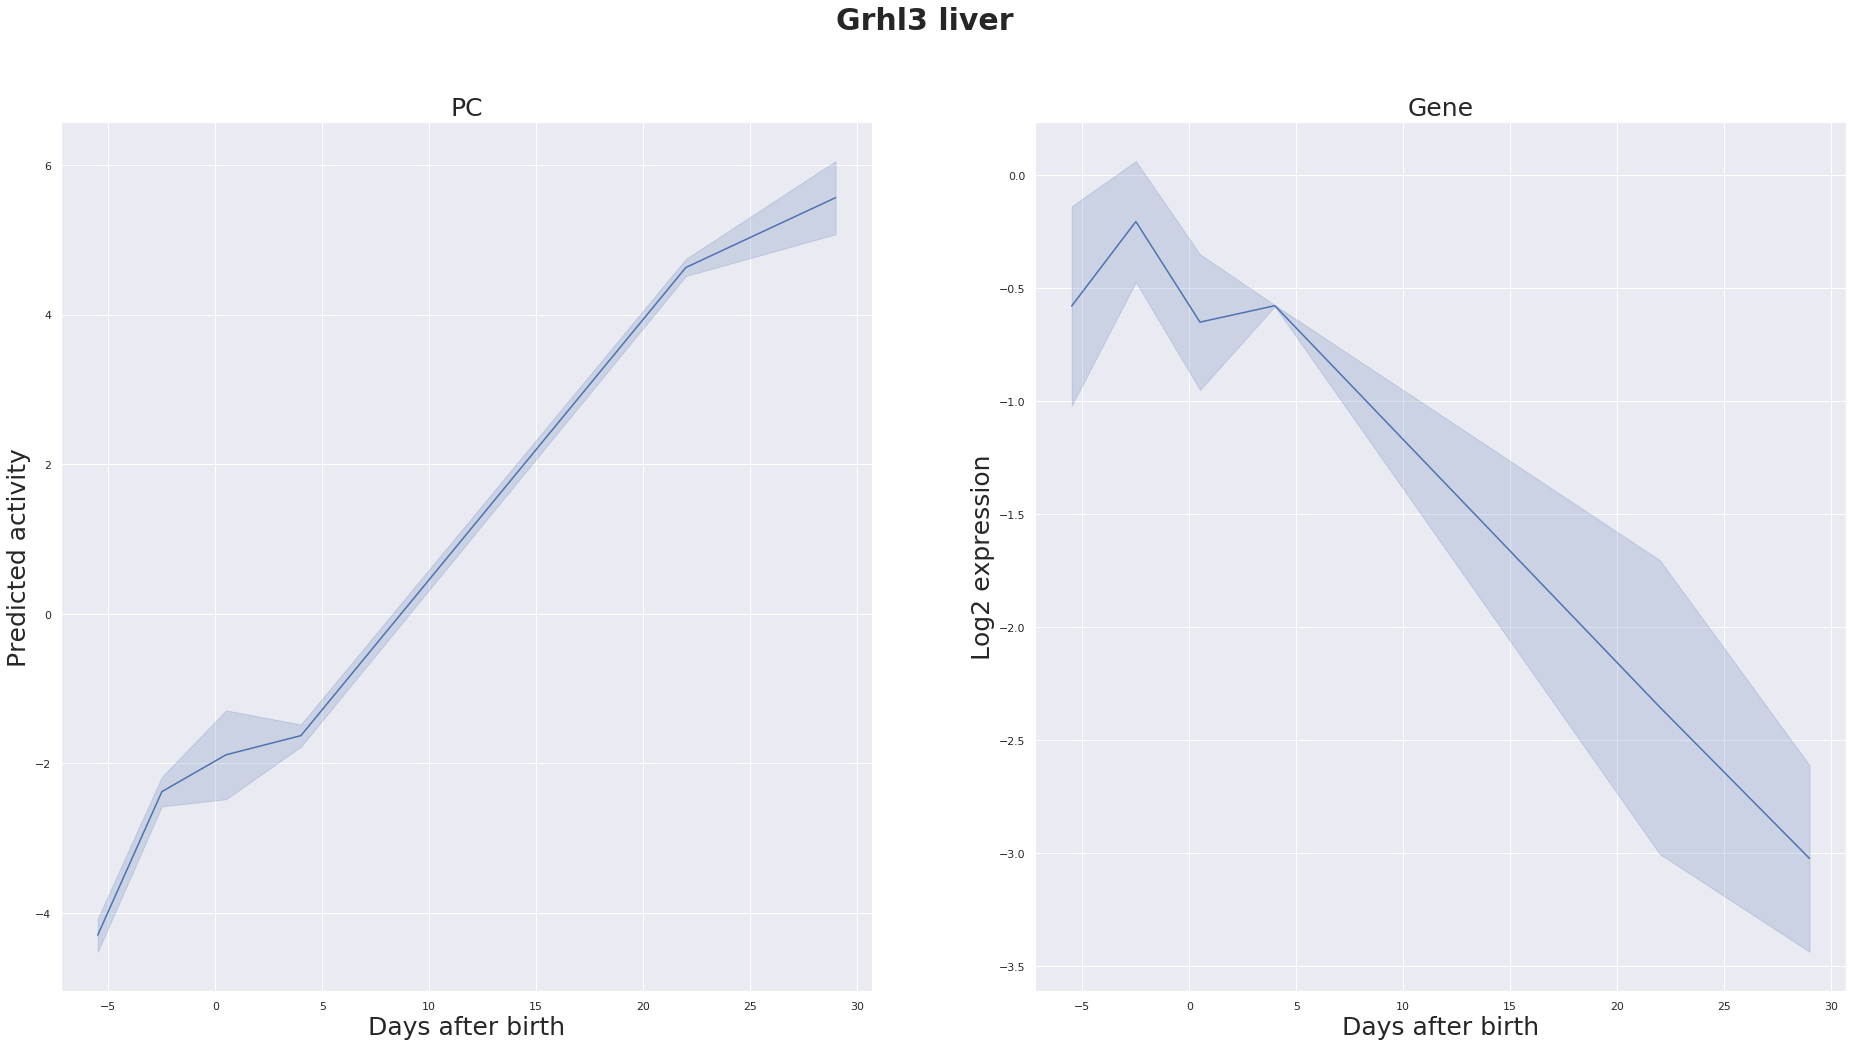 Grhl3 liver
PC
Predicted activity
6
4
2
0
−2
−4
−5 0 5 10 15 20 25 30
Days after birth
Gene
Log2 expression
0.0
−0.5
−1.0
−1.5
−2.0
−2.5
−3.0
−3.5
−5 0 5 10 15 20 25 30
Days after birth